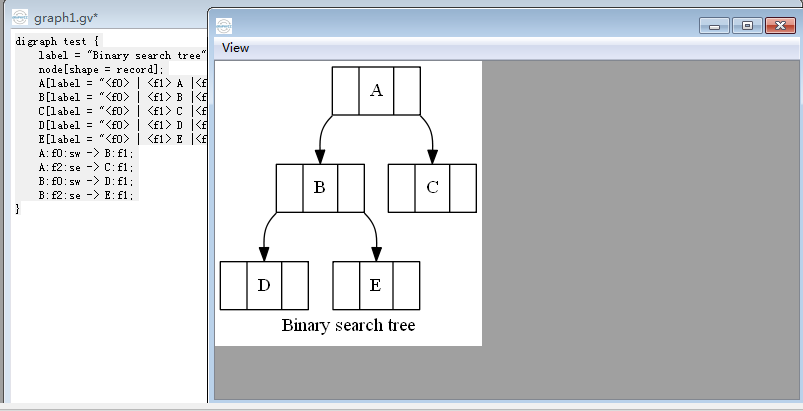 graph1.gv*
digraph test {
label = "Binary search tree"
node[shape = record];
A[label = "<f0> | <f1> A |<f
B[label = "<f0> | <f1> B |<f
C[label = "<f0> | <f1> C |<f
D[label = "<f0> | <f1> D |<f
E[label = "<f0> | <f1> E |<f
A:f0:sw -> B:f1;
A:f2:se -> C:f1;
B:f0:sw -> D:f1;
B:f2:se -> E:f1;
}
View
A
B C
D E
Binary search tree